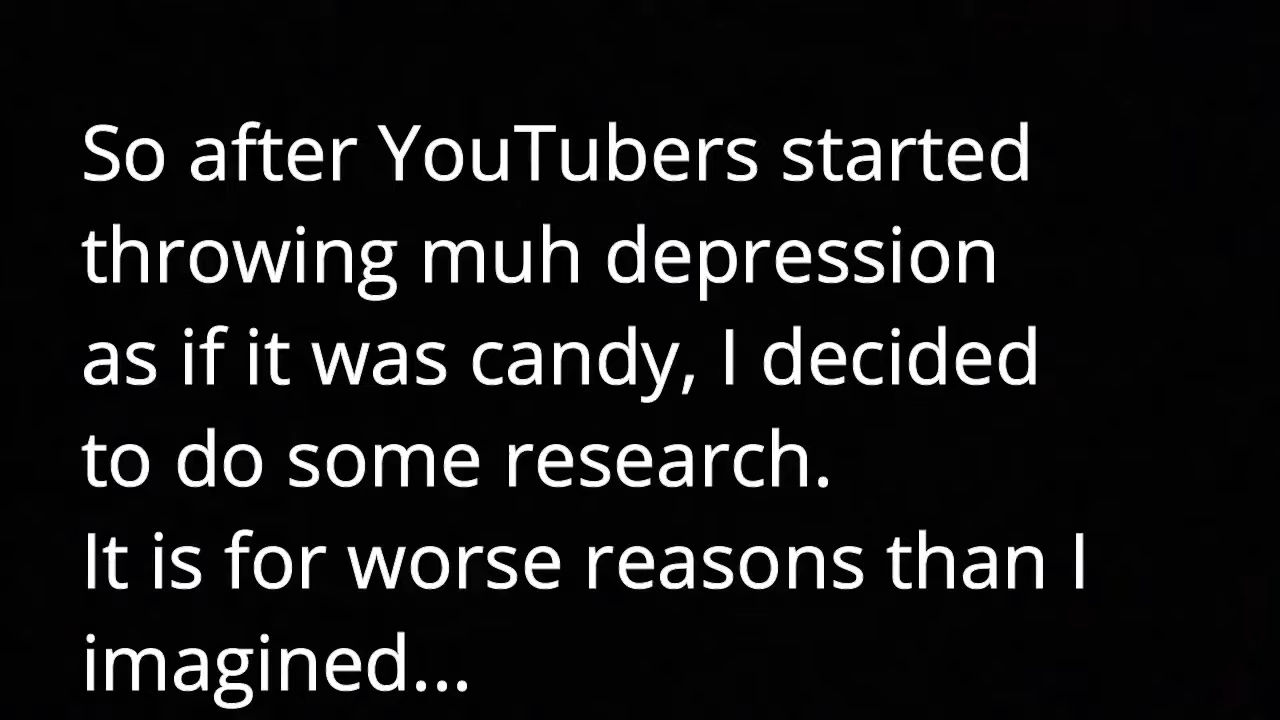 So after YouTubers started
throwing muh depression
as if it was candy, I decided
to do some research.
It is for worse reasons than I
imagined...